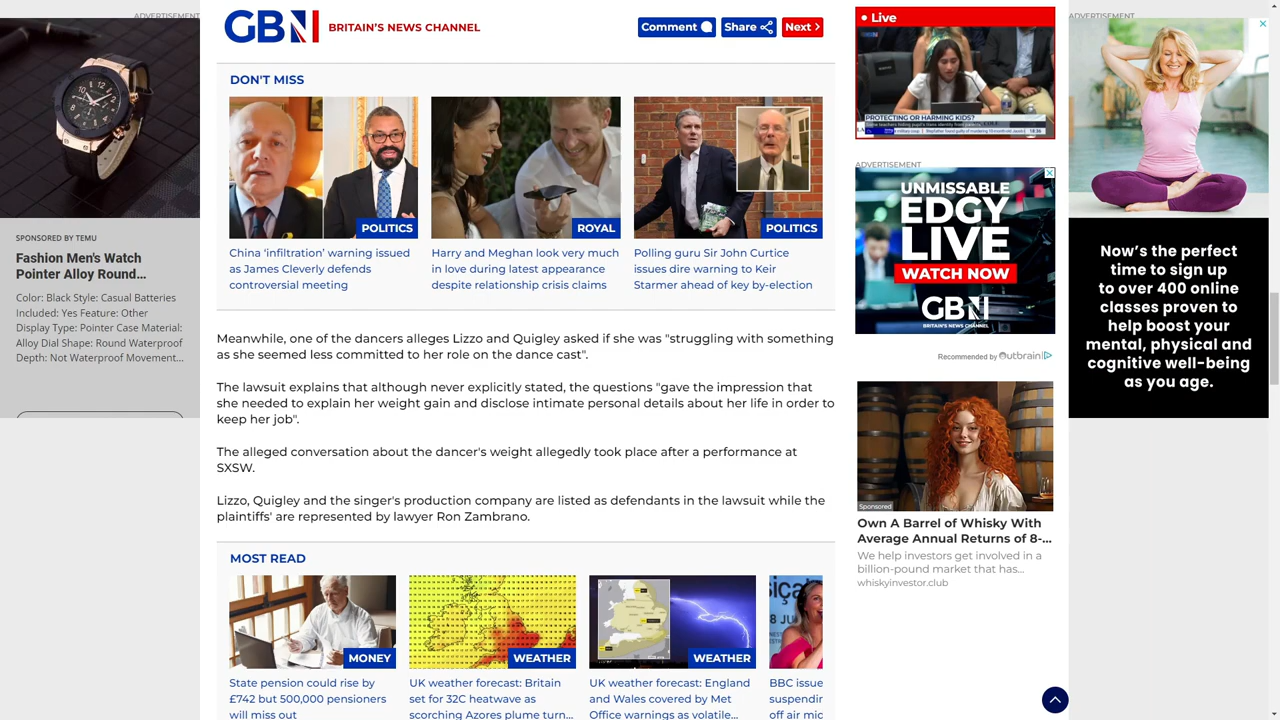 ADVERTISEMENT
SPONSORED BY TEMU
Fashion Men's Watch
Pointer Alloy Round...
Color: Black Style: Casual Batteries
Included: Yes Feature: Other
Display Type: Pointer Case Material:
Alloy Dial Shape: Round Waterproof
Depth: Not Waterproof Movement...
GBN
BRITAIN'S NEWS CHANNEL
Comment
Share
Next >
DON'T MISS
POLITICS
China ‘infiltration’ warning issued
as James Cleverly defends
controversial meeting
ROYAL
Harry and Meghan look very much
in love during latest appearance
despite relationship crisis claims
POLITICS
Polling guru Sir John Curtice
issues dire warning to Keir
Starmer ahead of key by-election
Meanwhile, one of the dancers alleges Lizzo and Quigley asked if she was "struggling with something
as she seemed less committed to her role on the dance cast".
The lawsuit explains that although never explicitly stated, the questions "gave the impression that
she needed to explain her weight gain and disclose intimate personal details about her life in order to
keep her job".
The alleged conversation about the dancer's weight allegedly took place after a performance at
SXSW.
Lizzo, Quigley and the singer's production company are listed as defendants in the lawsuit while the
plaintiffs' are represented by lawyer Ron Zambrano.
MOST READ
MONEY
State pension could rise by
£742 but 500,000 pensioners
will miss out
WEATHER
UK weather forecast: Britain
set for 32C heatwave as
scorching Azores plume turn...
WEATHER
UK weather forecast: England
and Wales covered by Met
Office warnings as volatile...
BBC issue
suspendin
off air mic
Live
GBN
PROTECTING OR HARMING KIDS?
18:36
ADVERTISEMENT
UNMISSABLE
EDGY
LIVE
WATCH NOW
GBN
BRITAIN'S NEWS CHANNEL
Recommended by Outbrain
Sponsored
Own A Barrel of Whisky With
Average Annual Returns of 8-...
We help investors get involved in a
billion-pound market that has...
whiskyinvestor.club
ADVERTISEMENT
Now's the perfect
time to sign up
to over 400 online
classes proven to
help boost your
mental, physical and
cognitive well-being
as you age.